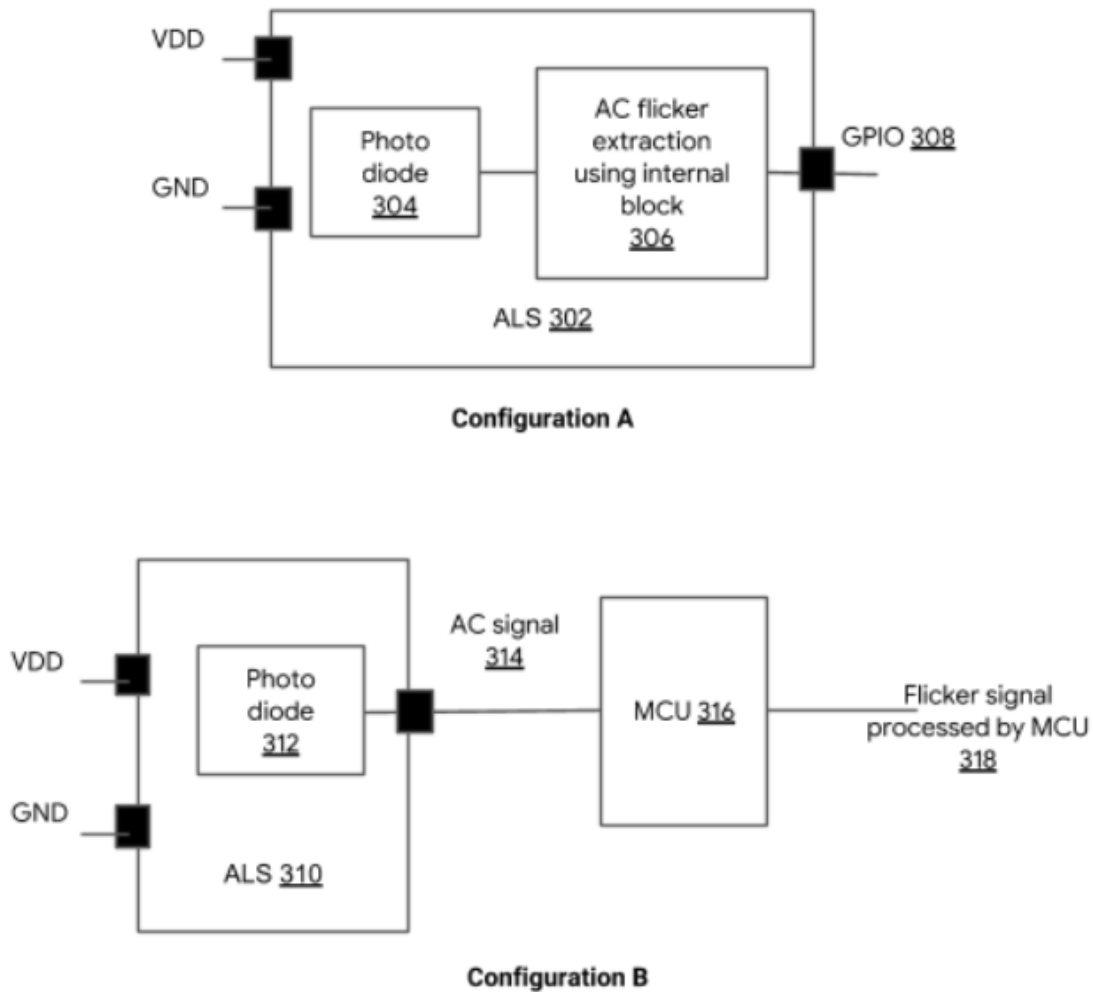 VDD
GND
Photo
diode
304
AC flicker
extraction
using internal
block
306
GPIO 308
ALS 302
Configuration A
VDD
GND
Photo
diode
312
ALS 310
AC signal
314
MCU 316
Flicker signal
processed by MCU
318
Configuration B